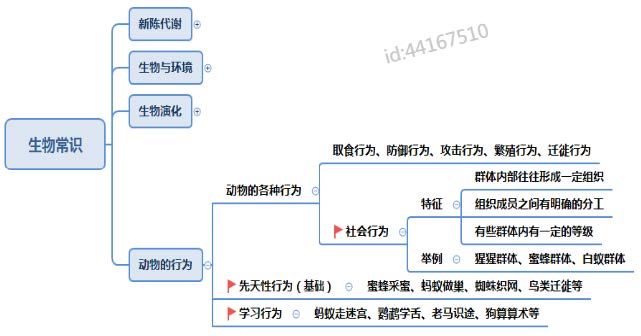 id:44167510
新陈代谢
生物与环境
生物演化
生物常识
取食行为、防御行为、攻击行为、繁殖行为、迁徙行为
动物的各种行为
群体内部往往形成一定组织
特征
组织成员之间有明确的分工
社会行为
有些群体内有一定的等级
举例
猩猩群体、蜜蜂群体、白蚁群体
动物的行为
先天性行为（基础）
蜜蜂采蜜、蚂蚁做巢、蜘蛛织网、鸟类迁徙等
学习行为
蚂蚁走迷宫、鹦鹉学舌、老马识途、狗算算术等